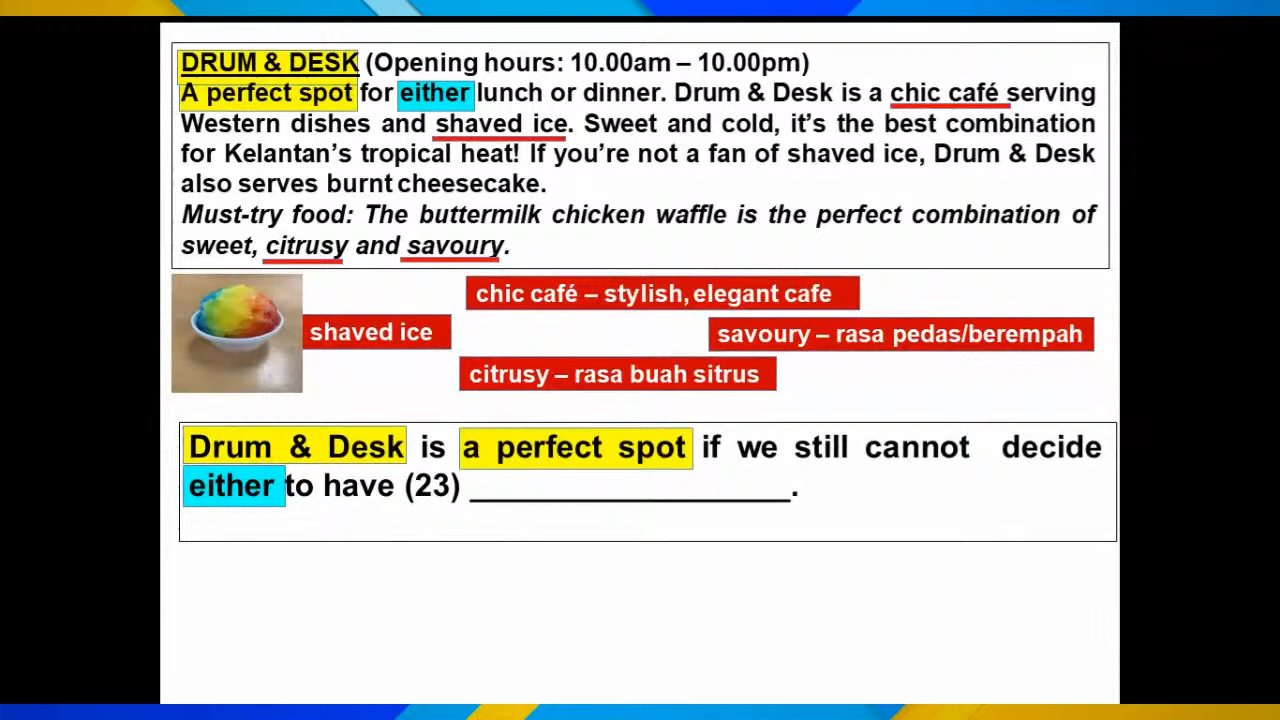 DRUM & DESK (Opening hours: 10.00am – 10.00pm)
A perfect spot for either lunch or dinner. Drum & Desk is a chic café serving
Western dishes and shaved ice. Sweet and cold, it's the best combination
for Kelantan's tropical heat! If you're not a fan of shaved ice, Drum & Desk
also serves burnt cheesecake.
Must-try food: The buttermilk chicken waffle is the perfect combination of
sweet, citrusy and savoury.
chic café – stylish, elegant cafe
shaved ice
savoury – rasa pedas/berempah
citrusy – rasa buah sitrus
Drum & Desk is a perfect spot if we still cannot decide
either to have (23) ____________________.